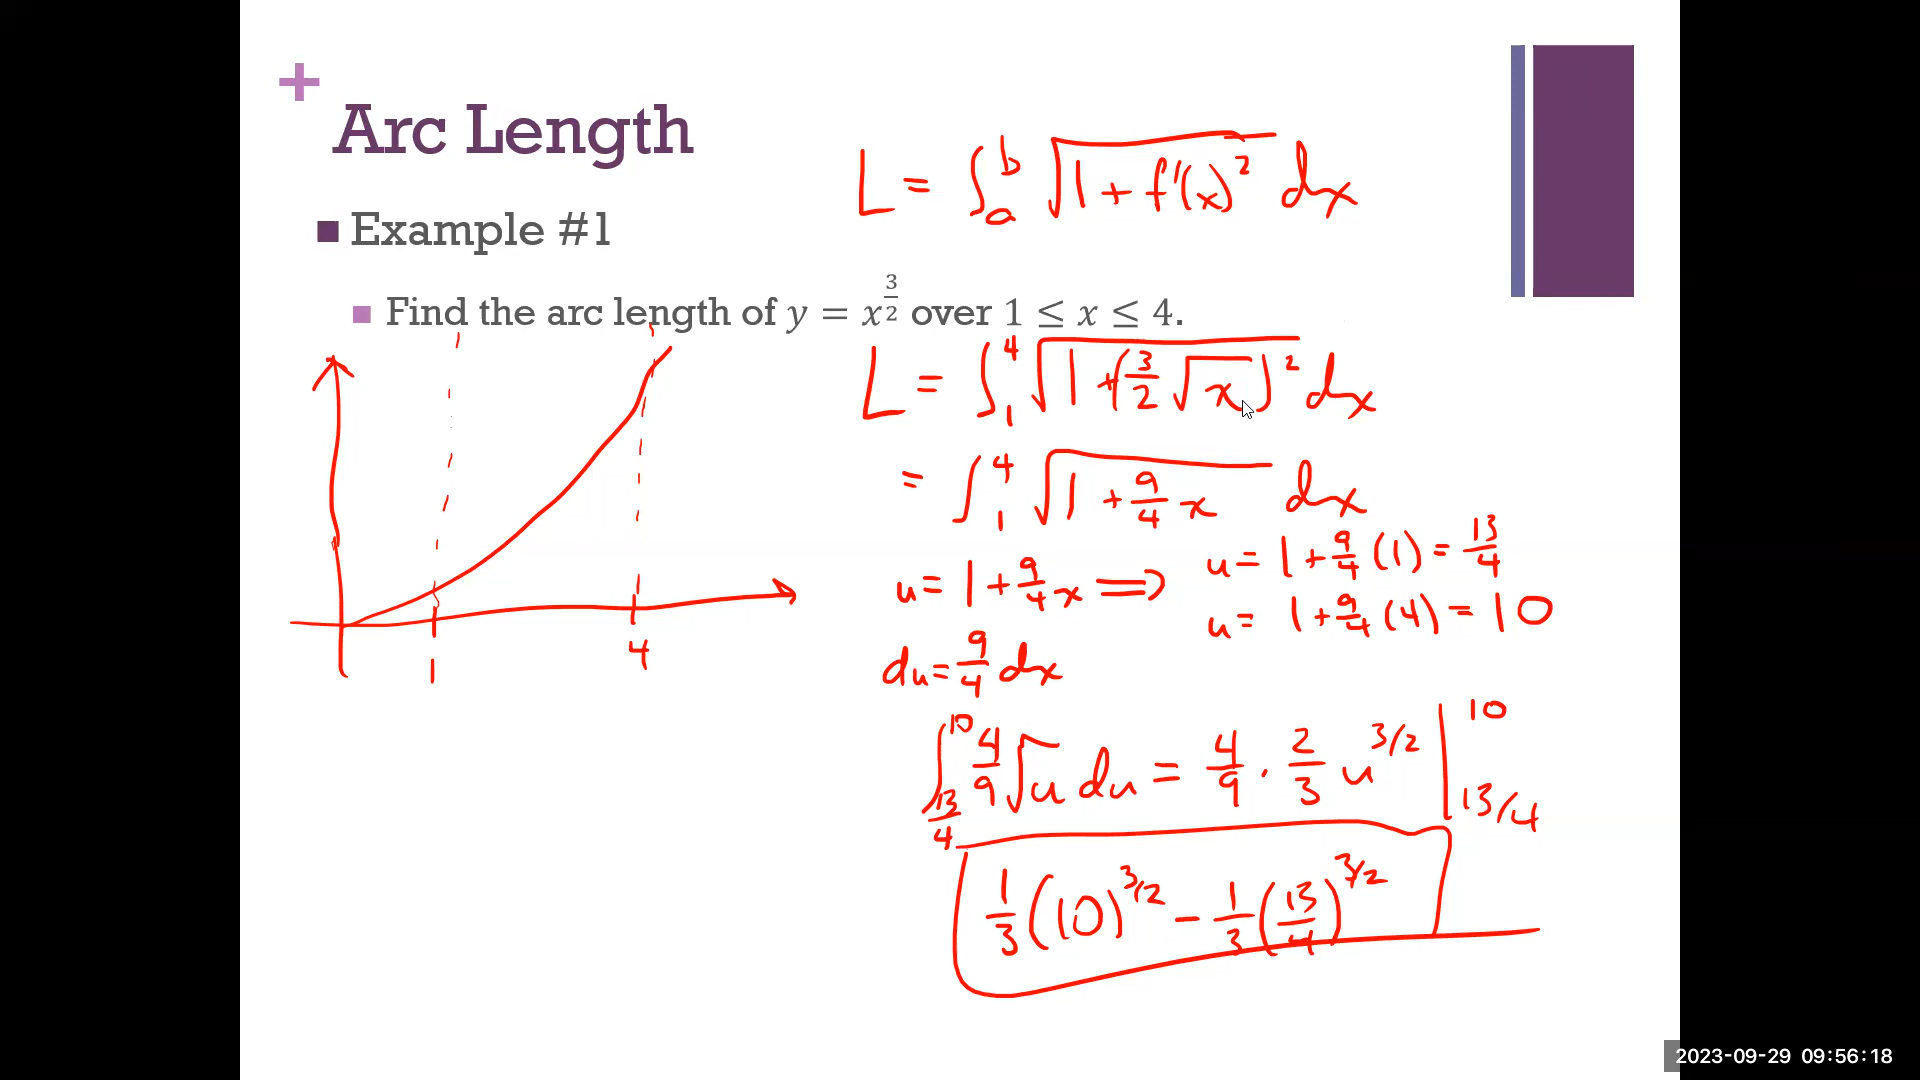 +
Arc Length
L = ∫_a^b √(1 + f'(x)²) dx
■ Example #1
■ Find the arc length of y = x^(3/2) over 1 ≤ x ≤ 4.
L = ∫_1^4 √(1 + (3/2 √x)²) dx
= ∫_1^4 √(1 + 9/4 x) dx
u = 1 + 9/4 x ⟹ u = 1 + 9/4 (1) = 13/4
u = 1 + 9/4 (4) = 10
du = 9/4 dx
1 4
∫_{13/4}^{10} 4/9 √u du = 4/9 · 2/3 u^{3/2} |_{13/4}^{10}
1/3 (10)^{3/2} - 1/3 (13/4)^{3/2}
2023-09-29 09:56:18